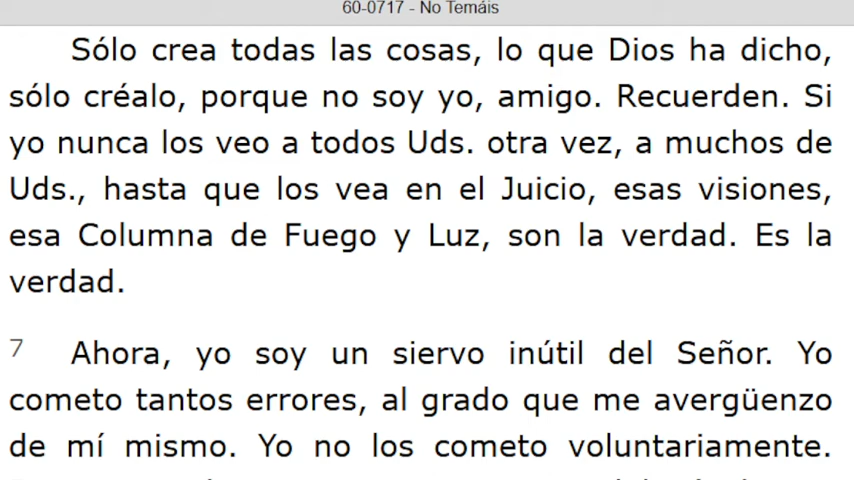 60-0717 - No Temáis
Sólo crea todas las cosas, lo que Dios ha dicho,
sólo créalo, porque no soy yo, amigo. Recuerden. Si
yo nunca los veo a todos Uds. otra vez, a muchos de
Uds., hasta que los vea en el Juicio, esas visiones,
esa Columna de Fuego y Luz, son la verdad. Es la
verdad.
7 Ahora, yo soy un siervo inútil del Señor. Yo
cometo tantos errores, al grado que me avergüenzo
de mí mismo. Yo no los cometo voluntariamente.